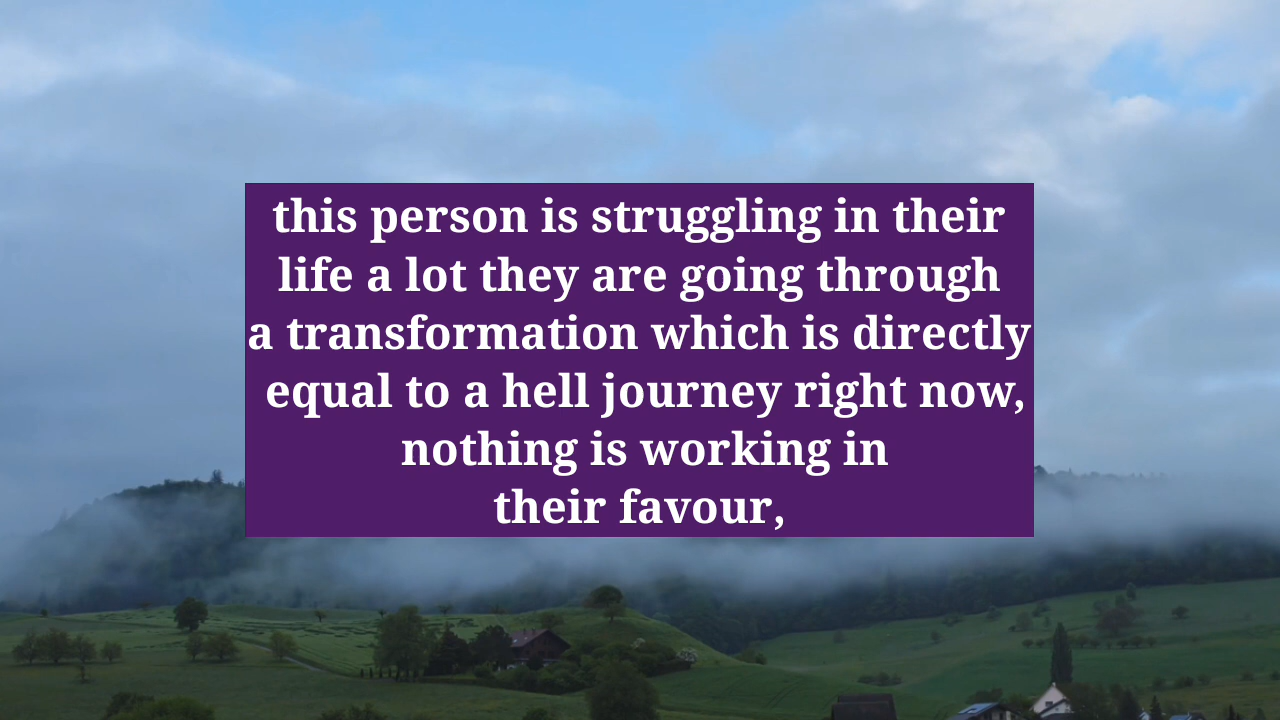 this person is struggling in their
life a lot they are going through
a transformation which is directly
equal to a hell journey right now,
nothing is working in
their favour,